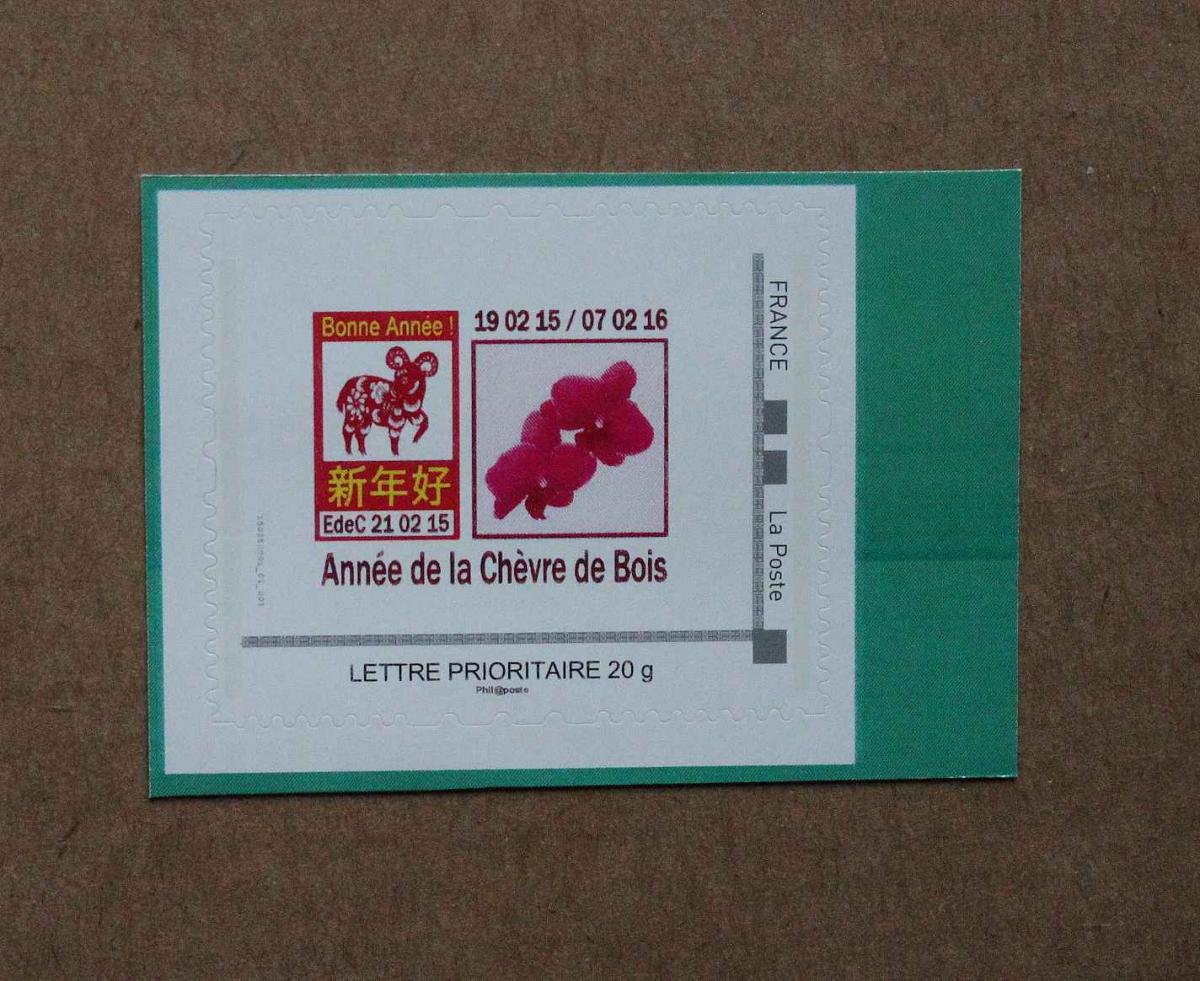 Bonne Année !
新年好
EdeC 21 02 15
19 02 15 / 07 02 16
Année de la Chèvre de Bois
FRANCE
La Poste
LETTRE PRIORITAIRE 20 g
Phil@poste